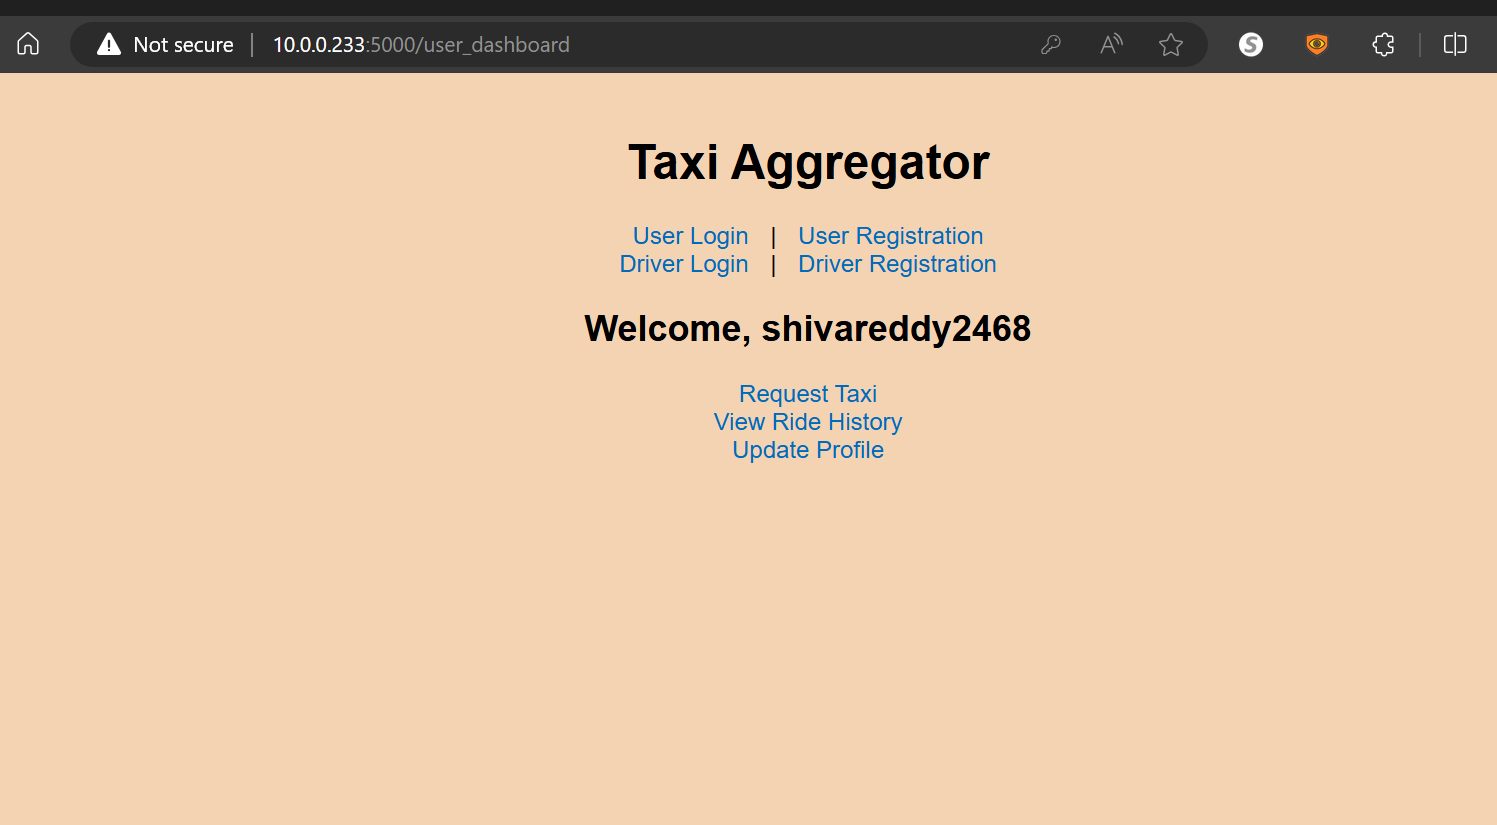 Not secure | 10.0.0.233:5000/user_dashboard
Taxi Aggregator
User Login | User Registration
Driver Login | Driver Registration
Welcome, shivareddy2468
Request Taxi
View Ride History
Update Profile